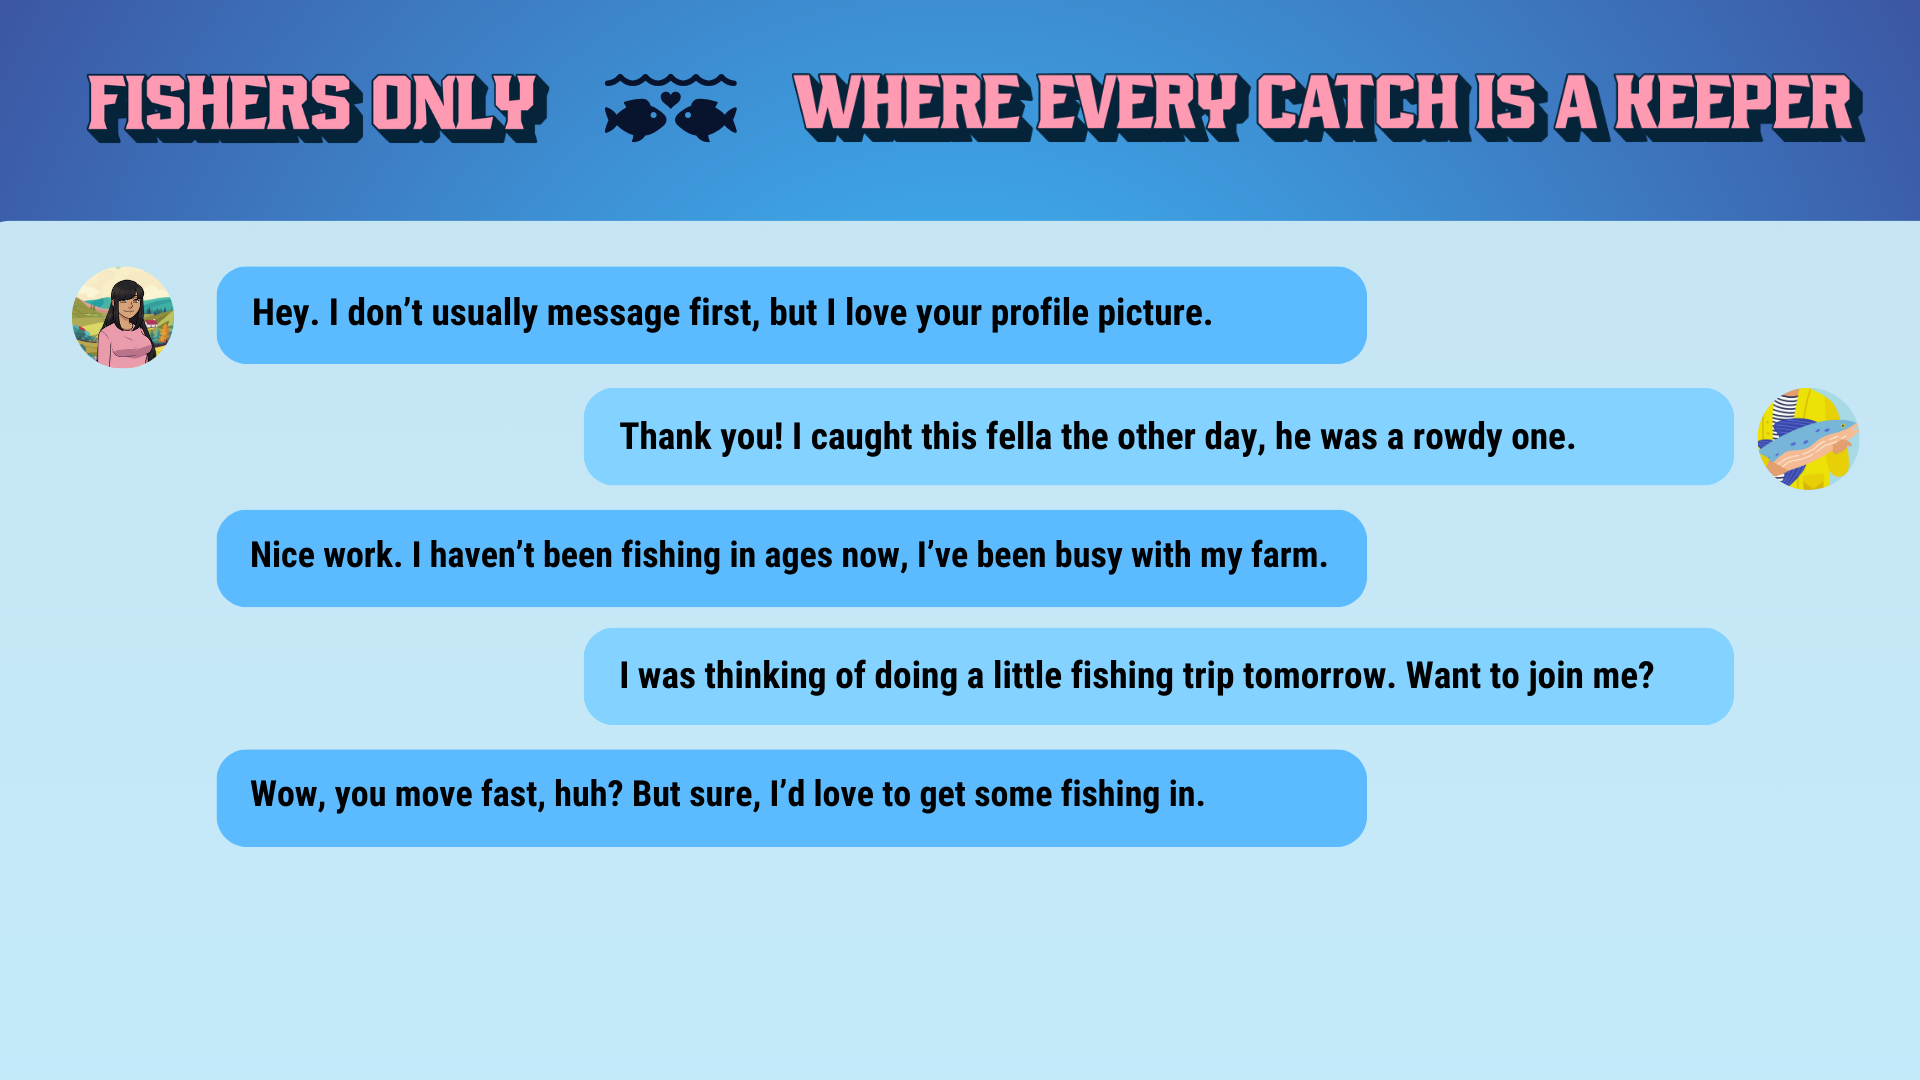 FISHERS ONLY WHERE EVERY CATCH IS A KEEPER
Hey. I don’t usually message first, but I love your profile picture.
Thank you! I caught this fella the other day, he was a rowdy one.
Nice work. I haven’t been fishing in ages now, I’ve been busy with my farm.
I was thinking of doing a little fishing trip tomorrow. Want to join me?
Wow, you move fast, huh? But sure, I’d love to get some fishing in.